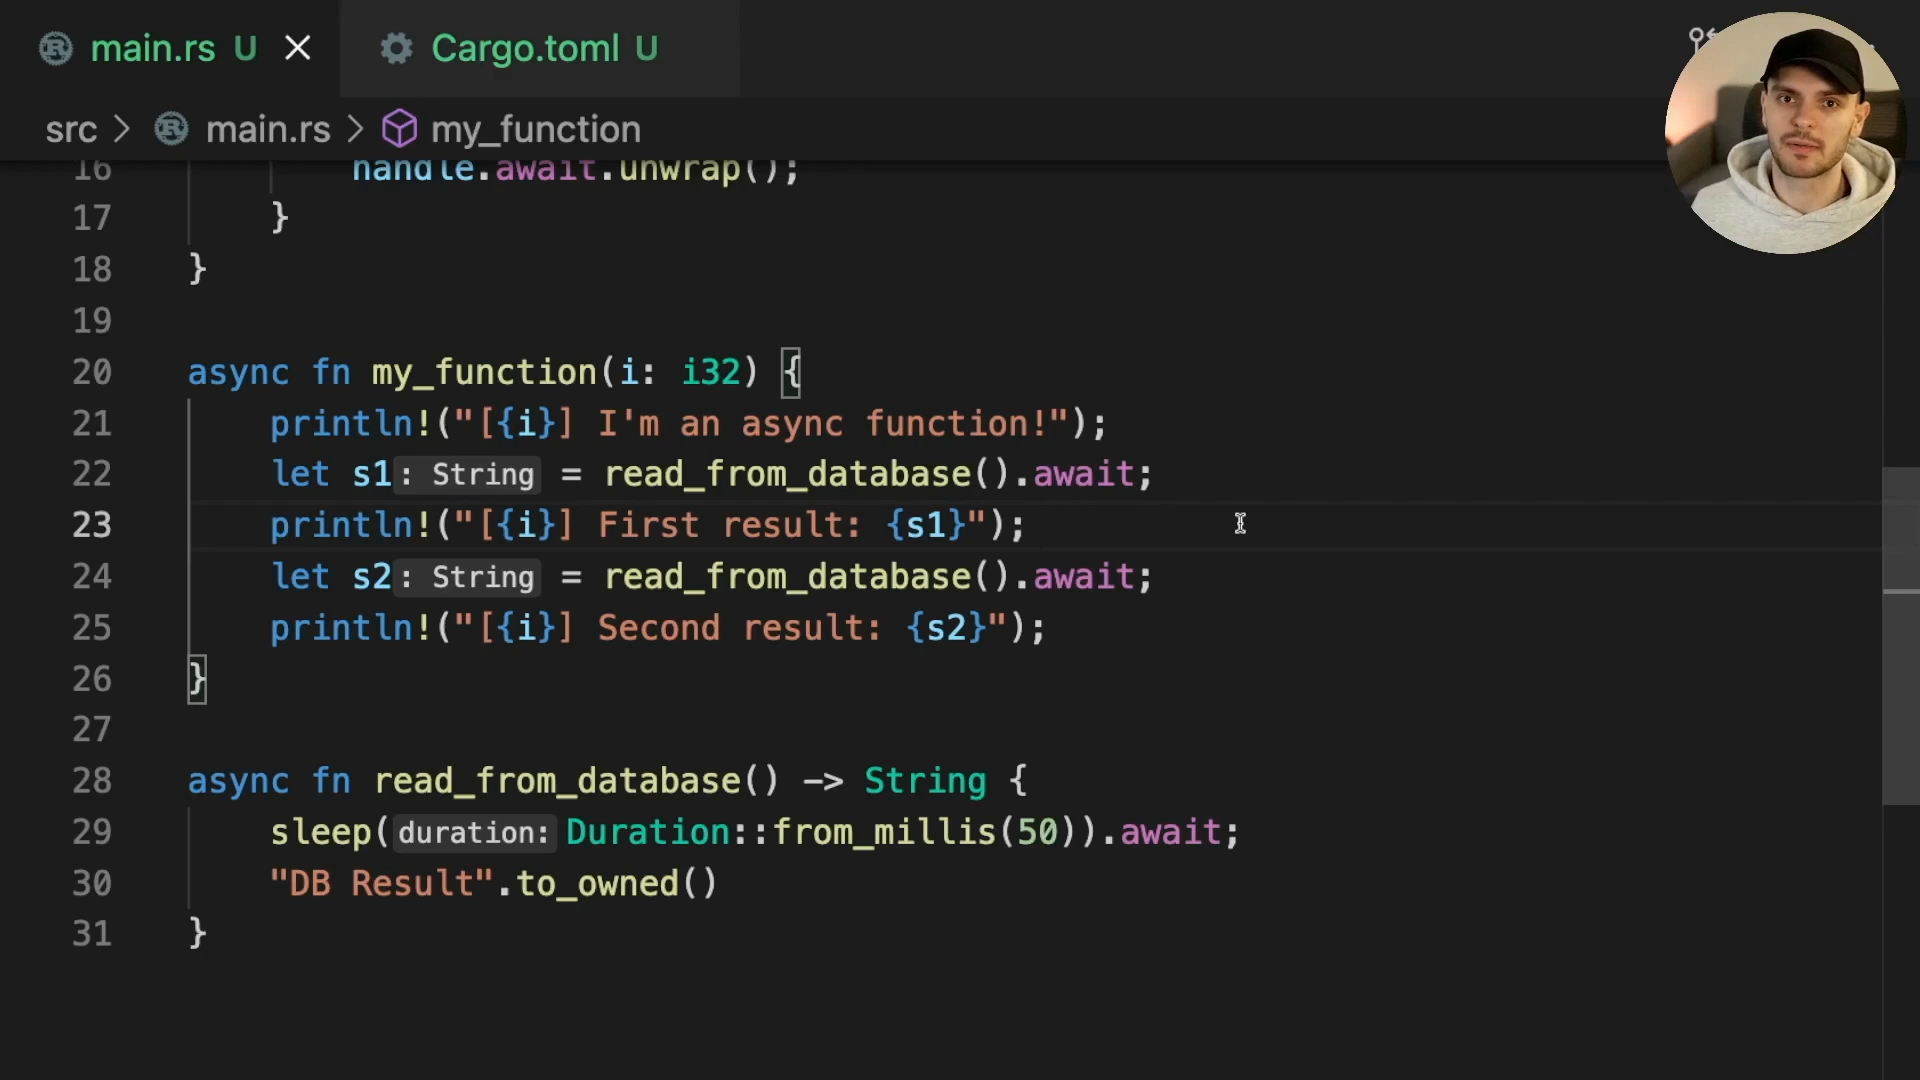 main.rs U Cargo.toml U
src > main.rs > my_function
16 handle.await.unwrap();
17 }
18 }
19
20 async fn my_function(i: i32) {
21 println!("[{i}] I'm an async function!");
22 let s1: String = read_from_database().await;
23 println!("[{i}] First result: {s1}");
24 let s2: String = read_from_database().await;
25 println!("[{i}] Second result: {s2}");
26 }
27
28 async fn read_from_database() -> String {
29 sleep(duration: Duration::from_millis(50)).await;
30 "DB Result".to_owned()
31 }